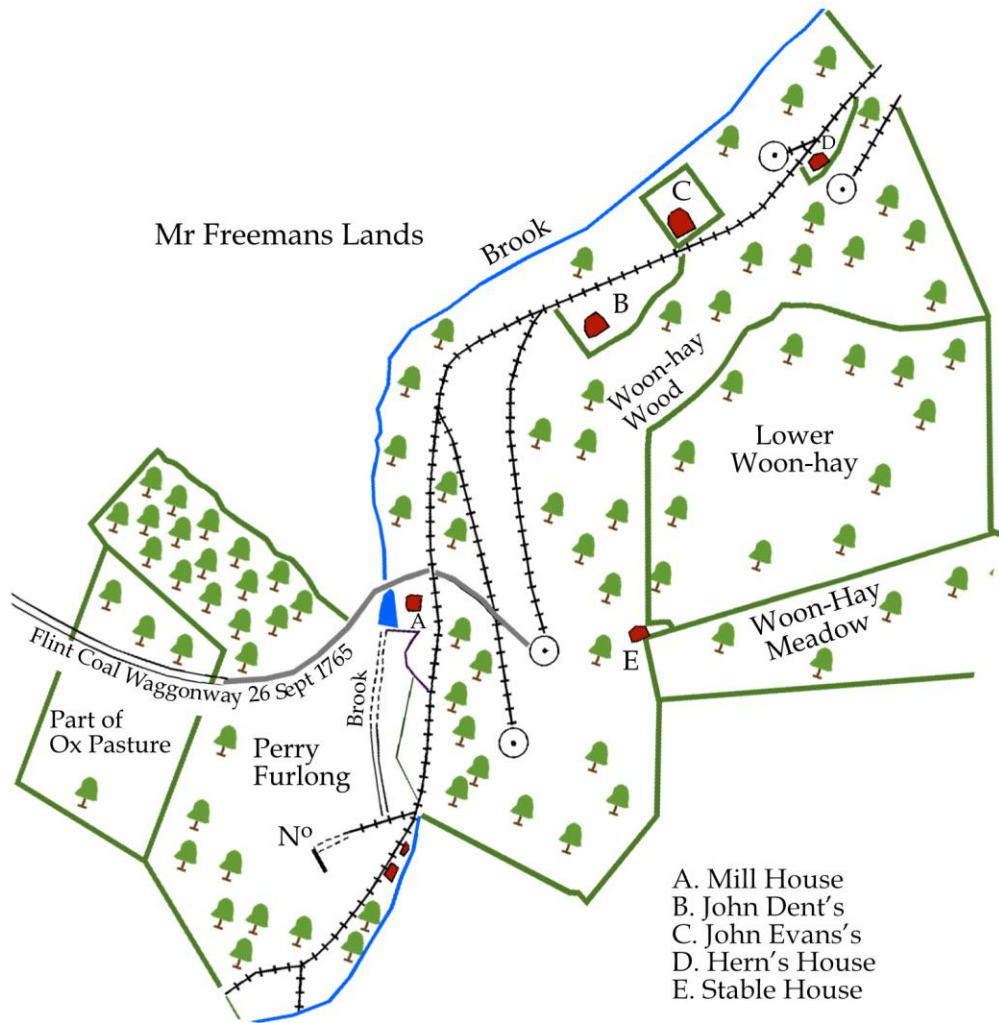 D
C
Mr Freemans Lands
Brook
B
Woon-hay
Wood
Lower
Woon-hay
A
Woon-Hay
Meadow
E
Flint Coal Waggonway 26 Sept 1765
Brook
Part of
Ox Pasture
Perry
Furlong
Nº
A. Mill House
B. John Dent's
C. John Evans's
D. Hern's House
E. Stable House